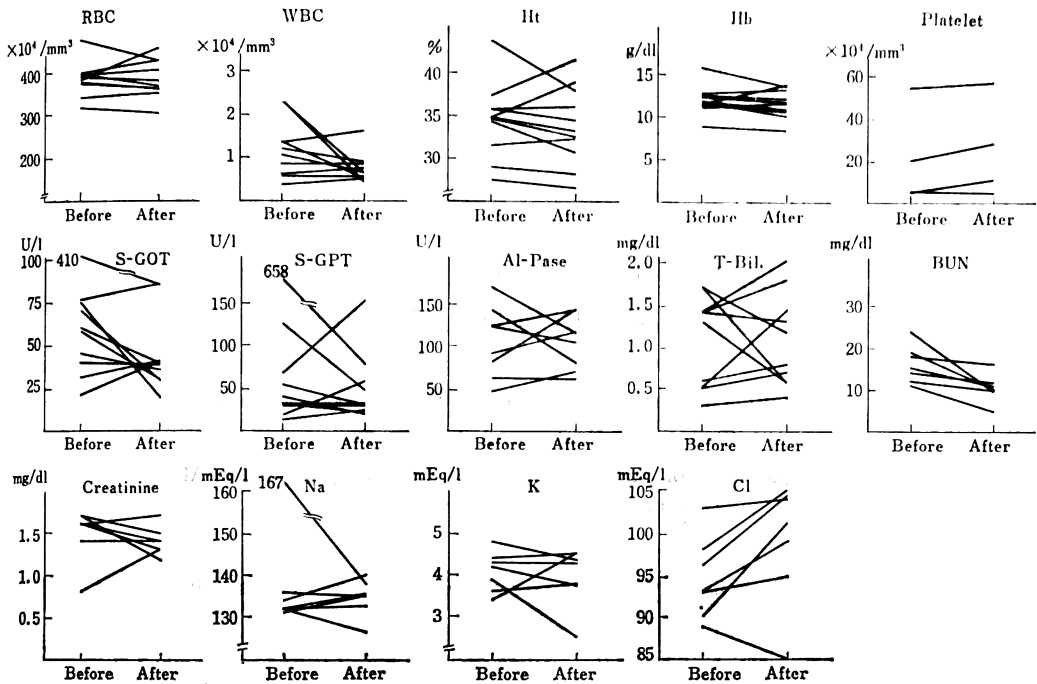 RBC
×10⁴/mm³
400
300
200
Before After
WBC
×10⁴/mm³
3
2
1
Before After
Ht
%
40
35
30
Before After
Hb
g/dl
15
10
5
Before After
Platelet
×10⁴/mm³
60
40
20
Before After
U/l
S-GOT
410
100
75
50
25
Before After
U/l
S-GPT
658
150
100
50
Before After
U/l
Al-Pase
150
100
50
Before After
mg/dl
T-Bil.
2.0
1.5
1.0
0.5
Before After
mg/dl
BUN
30
20
10
Before After
mg/dl
Creatinine
1.5
1.0
0.5
Before After
mEq/l
Na
167
160
150
140
130
Before After
mEq/l
K
5
4
3
Before After
mEq/l
Cl
105
100
95
90
85
Before After